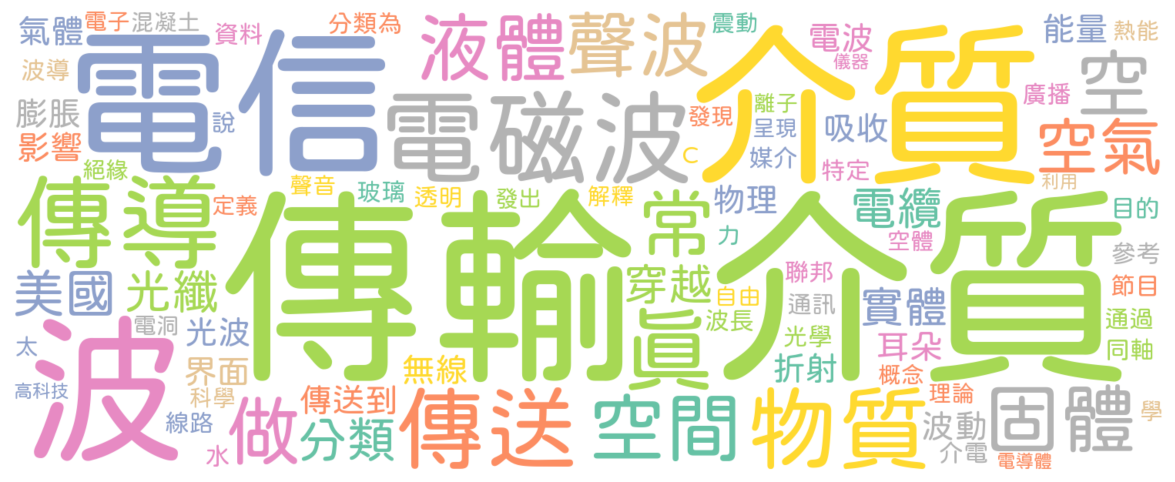 氣體 電子 混凝土 資料 分類為 液體 聲波 震動 電波 儀器 能量 熱能
波導 電信 介質 空
膨脹 說 電磁波 發現 離子 呈現 吸收 廣播 空氣
影響 絕緣 聲音 玻璃 透明 發出 解釋 C 媒介 特定 利用
傳導 定義 傳輸介質 常 力 物理 電纜 空體 目的
美國 光纖 穿越 自由 聯邦 實體 參考
電洞 光波 眞 波長 通訊 光學 耳朵 節目 通過
太 波 界面 無線 折射 概念 同軸
高科技 科學 傳送到 理論
線路 做 分類 傳送 空間 物質 波動 固體 學
水 介電 電導體